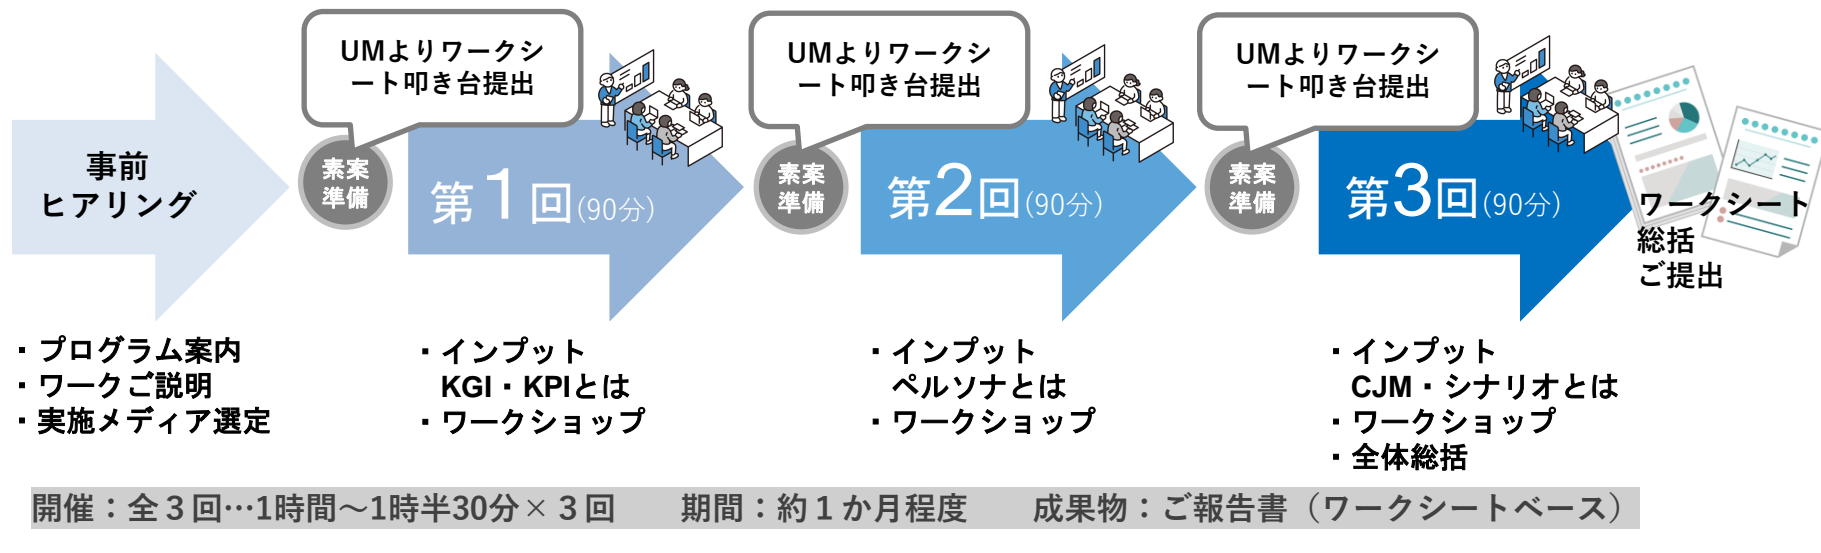 UMよりワークシ
ート叩き台提出
UMよりワークシ
ート叩き台提出
UMよりワークシ
ート叩き台提出
事前
ヒアリング
素案
準備
第1回(90分)
素案
準備
第2回(90分)
素案
準備
第3回(90分)
ワークシート
総括
ご提出
・プログラム案内
・ワークご説明
・実施メディア選定
・インプット
KGI・KPIとは
・ワークショップ
・インプット
ペルソナとは
・ワークショップ
・インプット
CJM・シナリオとは
・ワークショップ
・全体総括
開催：全３回…1時間～1時半30分×３回　　期間：約１か月程度　　成果物：ご報告書（ワークシートベース）